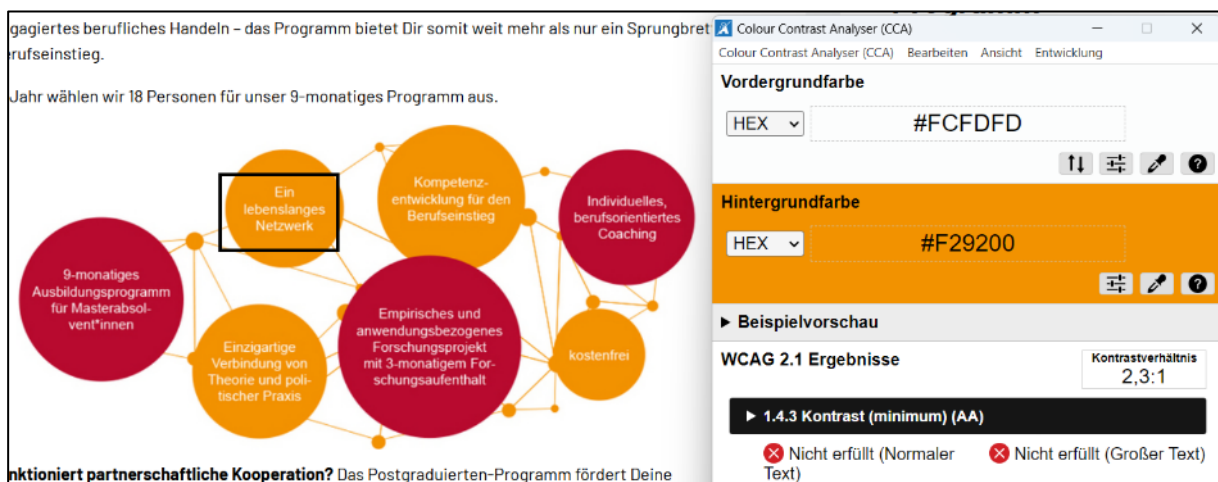 gagiertes berufliches Handeln – das Programm bietet Dir somit weit mehr als nur ein Sprungbret
erufseinstieg.
Jahr wählen wir 18 Personen für unser 9-monatiges Programm aus.
Ein
lebenslanges
Netzwerk
Kompetenz-
entwicklung für den
Berufseinstieg
Individuelles,
berufsorientiertes
Coaching
9-monatiges
Ausbildungsprogramm
für Masterabsol-
vent*innen
Einzigartige
Verbindung von
Theorie und poli-
tischer Praxis
Empirisches und
anwendungsbezogenes
Forschungsprojekt
mit 3-monatigem For-
schungsaufenthalt
kostenfrei
nktioniert partnerschaftliche Kooperation? Das Postgraduierten-Programm fördert Deine
Colour Contrast Analyser (CCA)
Colour Contrast Analyser (CCA) Bearbeiten Ansicht Entwicklung
Vordergrundfarbe
HEX #FCFDFD
Hintergrundfarbe
HEX #F29200
Beispielvorschau
WCAG 2.1 Ergebnisse
Kontrastverhältnis
2,3:1
1.4.3 Kontrast (minimum) (AA)
Nicht erfüllt (Normaler
Text)
Nicht erfüllt (Großer Text)